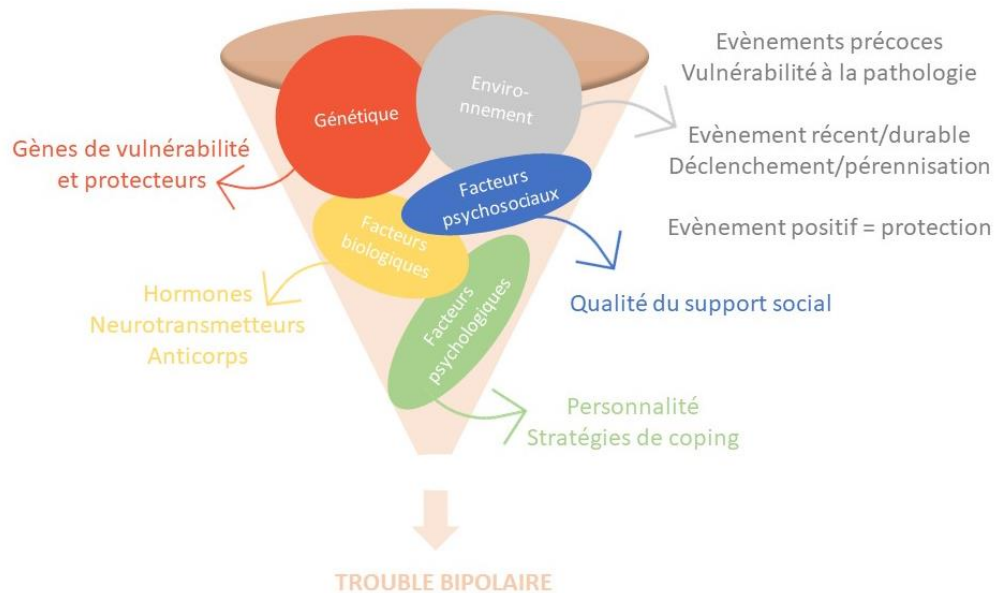 Evènements précoces
Vulnérabilité à la pathologie
Enviro-
nnement
Génétique
Evènement récent/durable
Déclenchement/pérennisation
Gènes de vulnérabilité
et protecteurs
Facteurs
psychosociaux
Evènement positif = protection
Facteurs
biologiques
Hormones
Neurotransmetteurs
Anticorps
Qualité du support social
Facteurs
psychologiques
Personnalité
Stratégies de coping
TROUBLE BIPOLAIRE